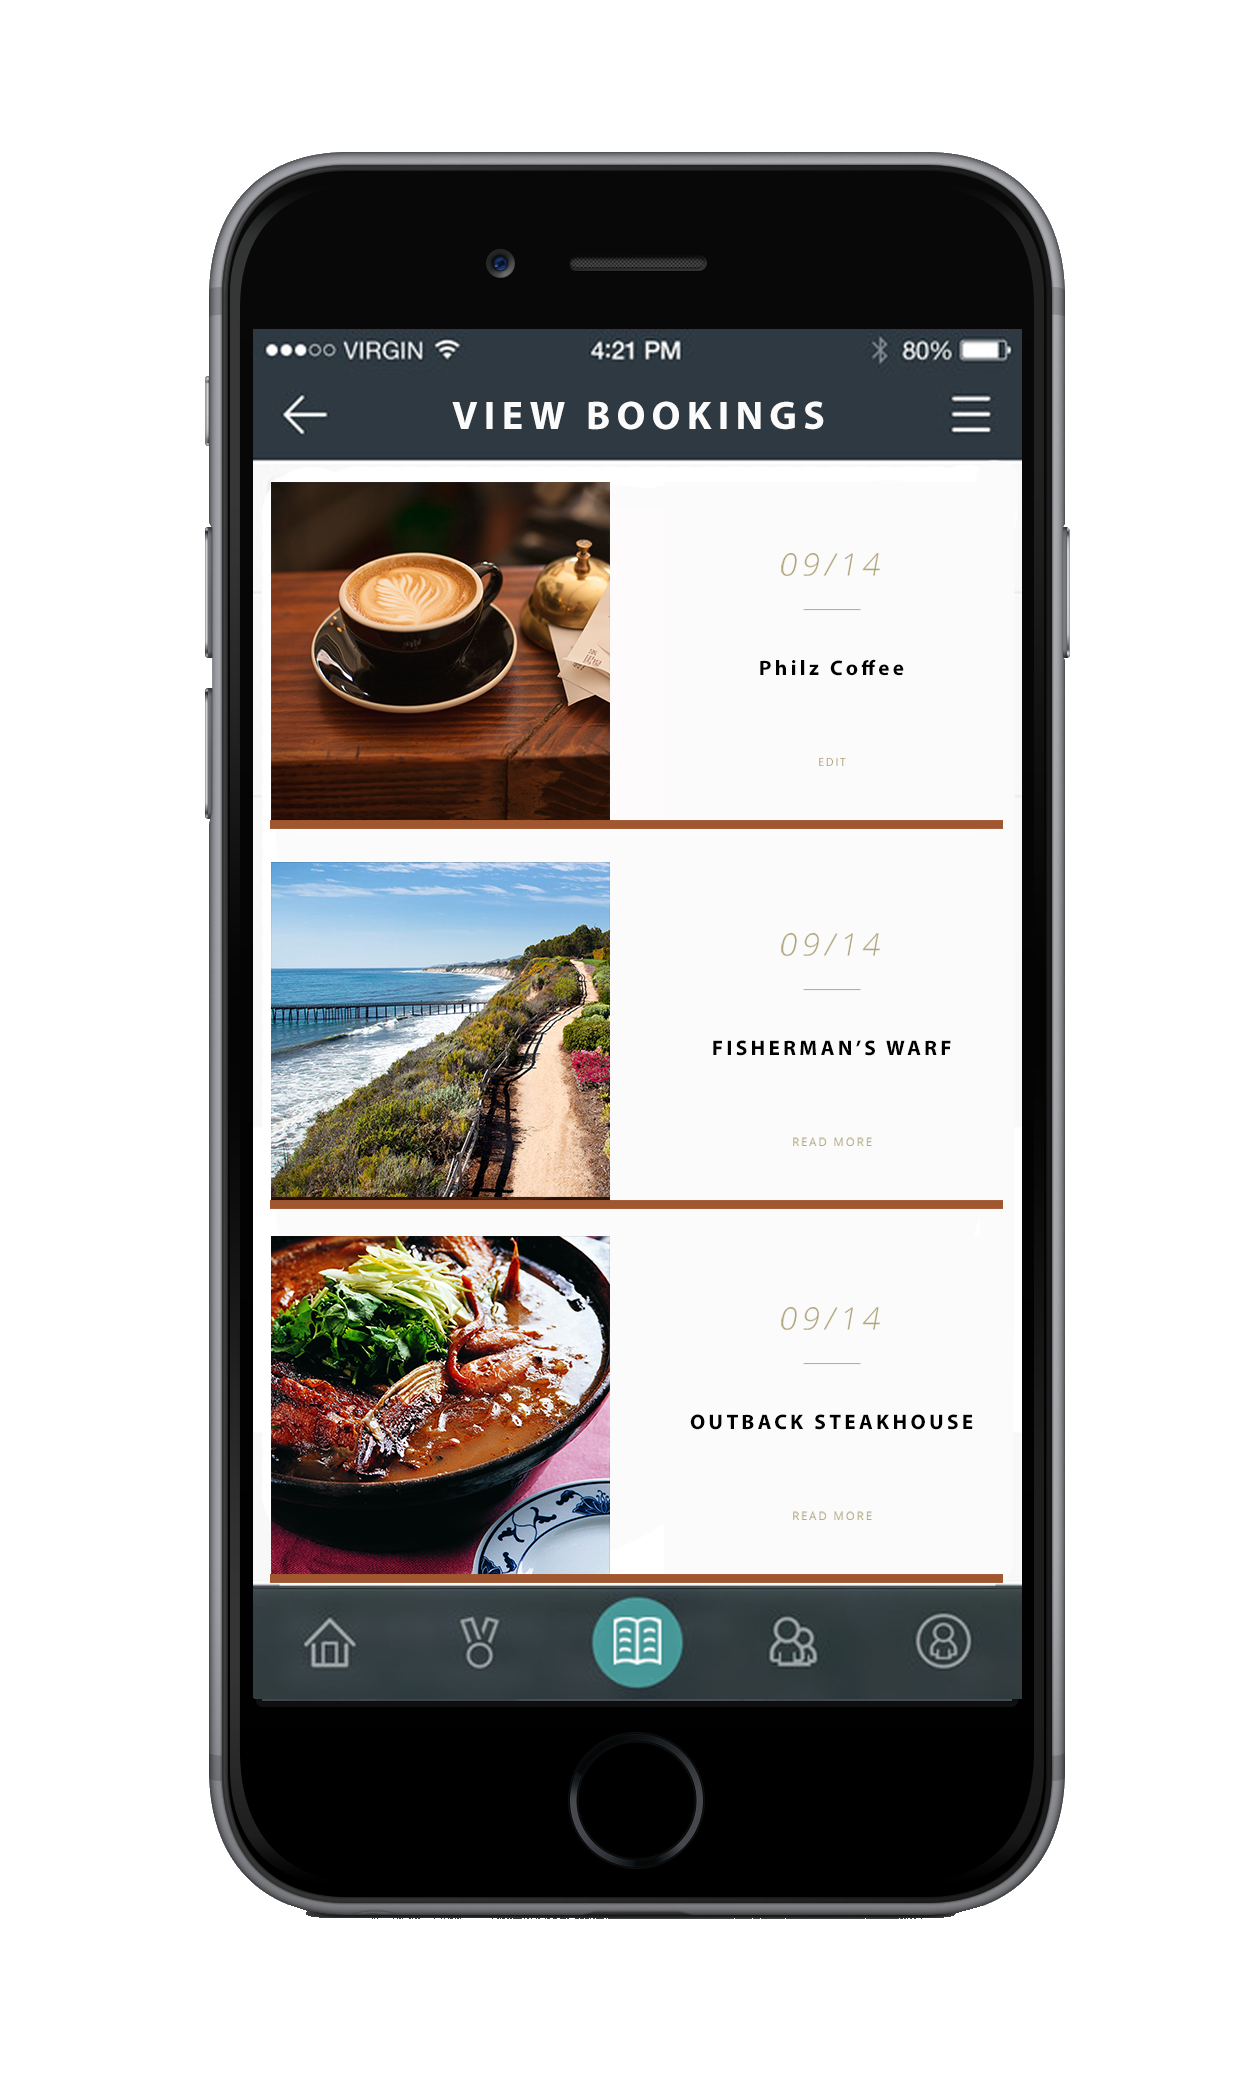 VIRGIN 4:21 PM 80%
VIEW BOOKINGS
09/14
Philz Coffee
EDIT
09/14
FISHERMAN’S WARF
READ MORE
09/14
OUTBACK STEAKHOUSE
READ MORE